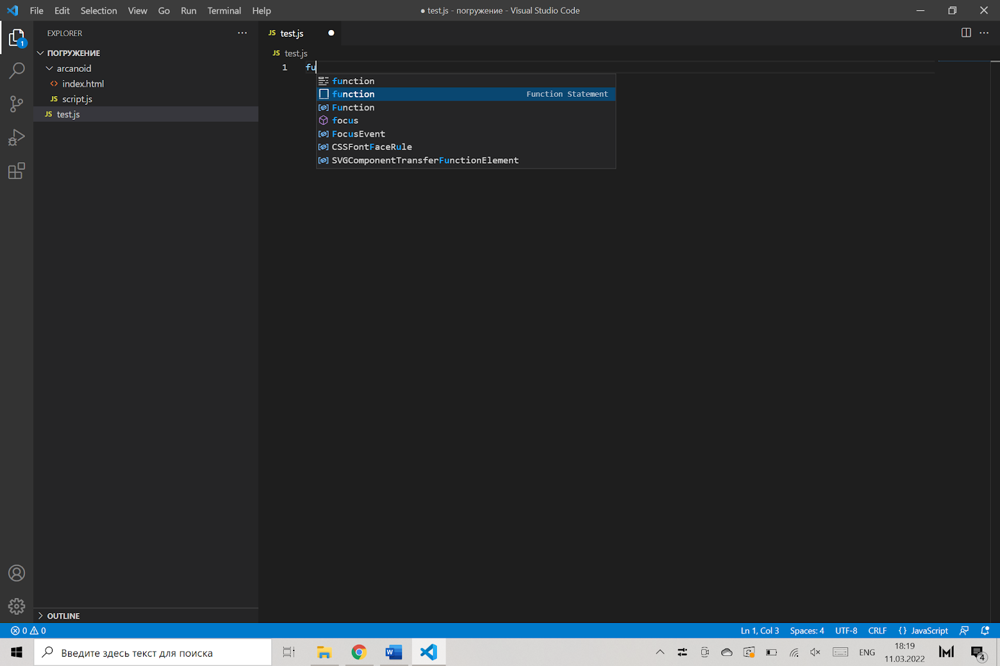 File Edit Selection View Go Run Terminal Help
● test.js - погружение - Visual Studio Code
EXPLORER
1
ПОГРУЖЕНИЕ
arcanoid
<> index.html
JS script.js
JS test.js
OUTLINE
JS test.js
JS test.js
1 fu
function
function Function Statement
Function
focus
FocusEvent
CSSFontFaceRule
SVGComponentTransferFunctionElement
0 0
Ln 1, Col 3 Spaces: 4 UTF-8 CRLF {} JavaScript
Введите здесь текст для поиска
W
ENG
18:19
11.03.2022
4